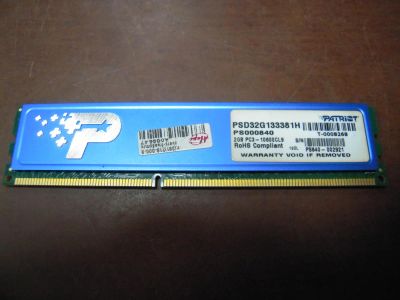 P
PSD32G133381H
PS000840
2GB PC3-10600CL9
RoHS Compliant
PATRIOT
T-0008268
S/N
PS840-002921
WARRANTY VOID IF REMOVED